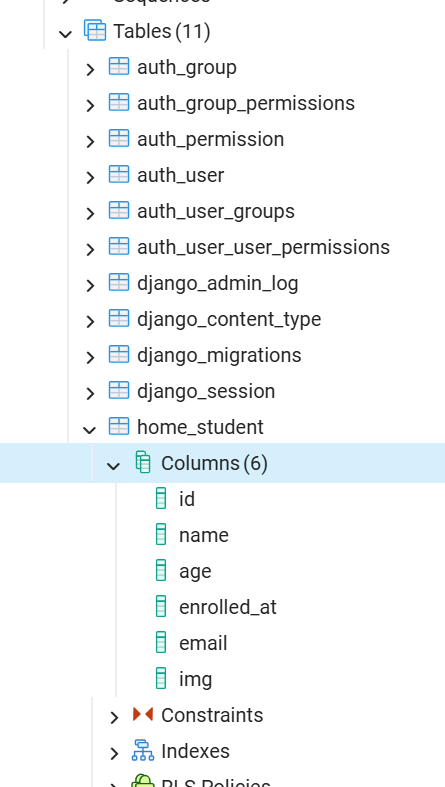 Sequences
Tables (11)
auth_group
auth_group_permissions
auth_permission
auth_user
auth_user_groups
auth_user_user_permissions
django_admin_log
django_content_type
django_migrations
django_session
home_student
Columns (6)
id
name
age
enrolled_at
email
img
Constraints
Indexes
RLS Policies